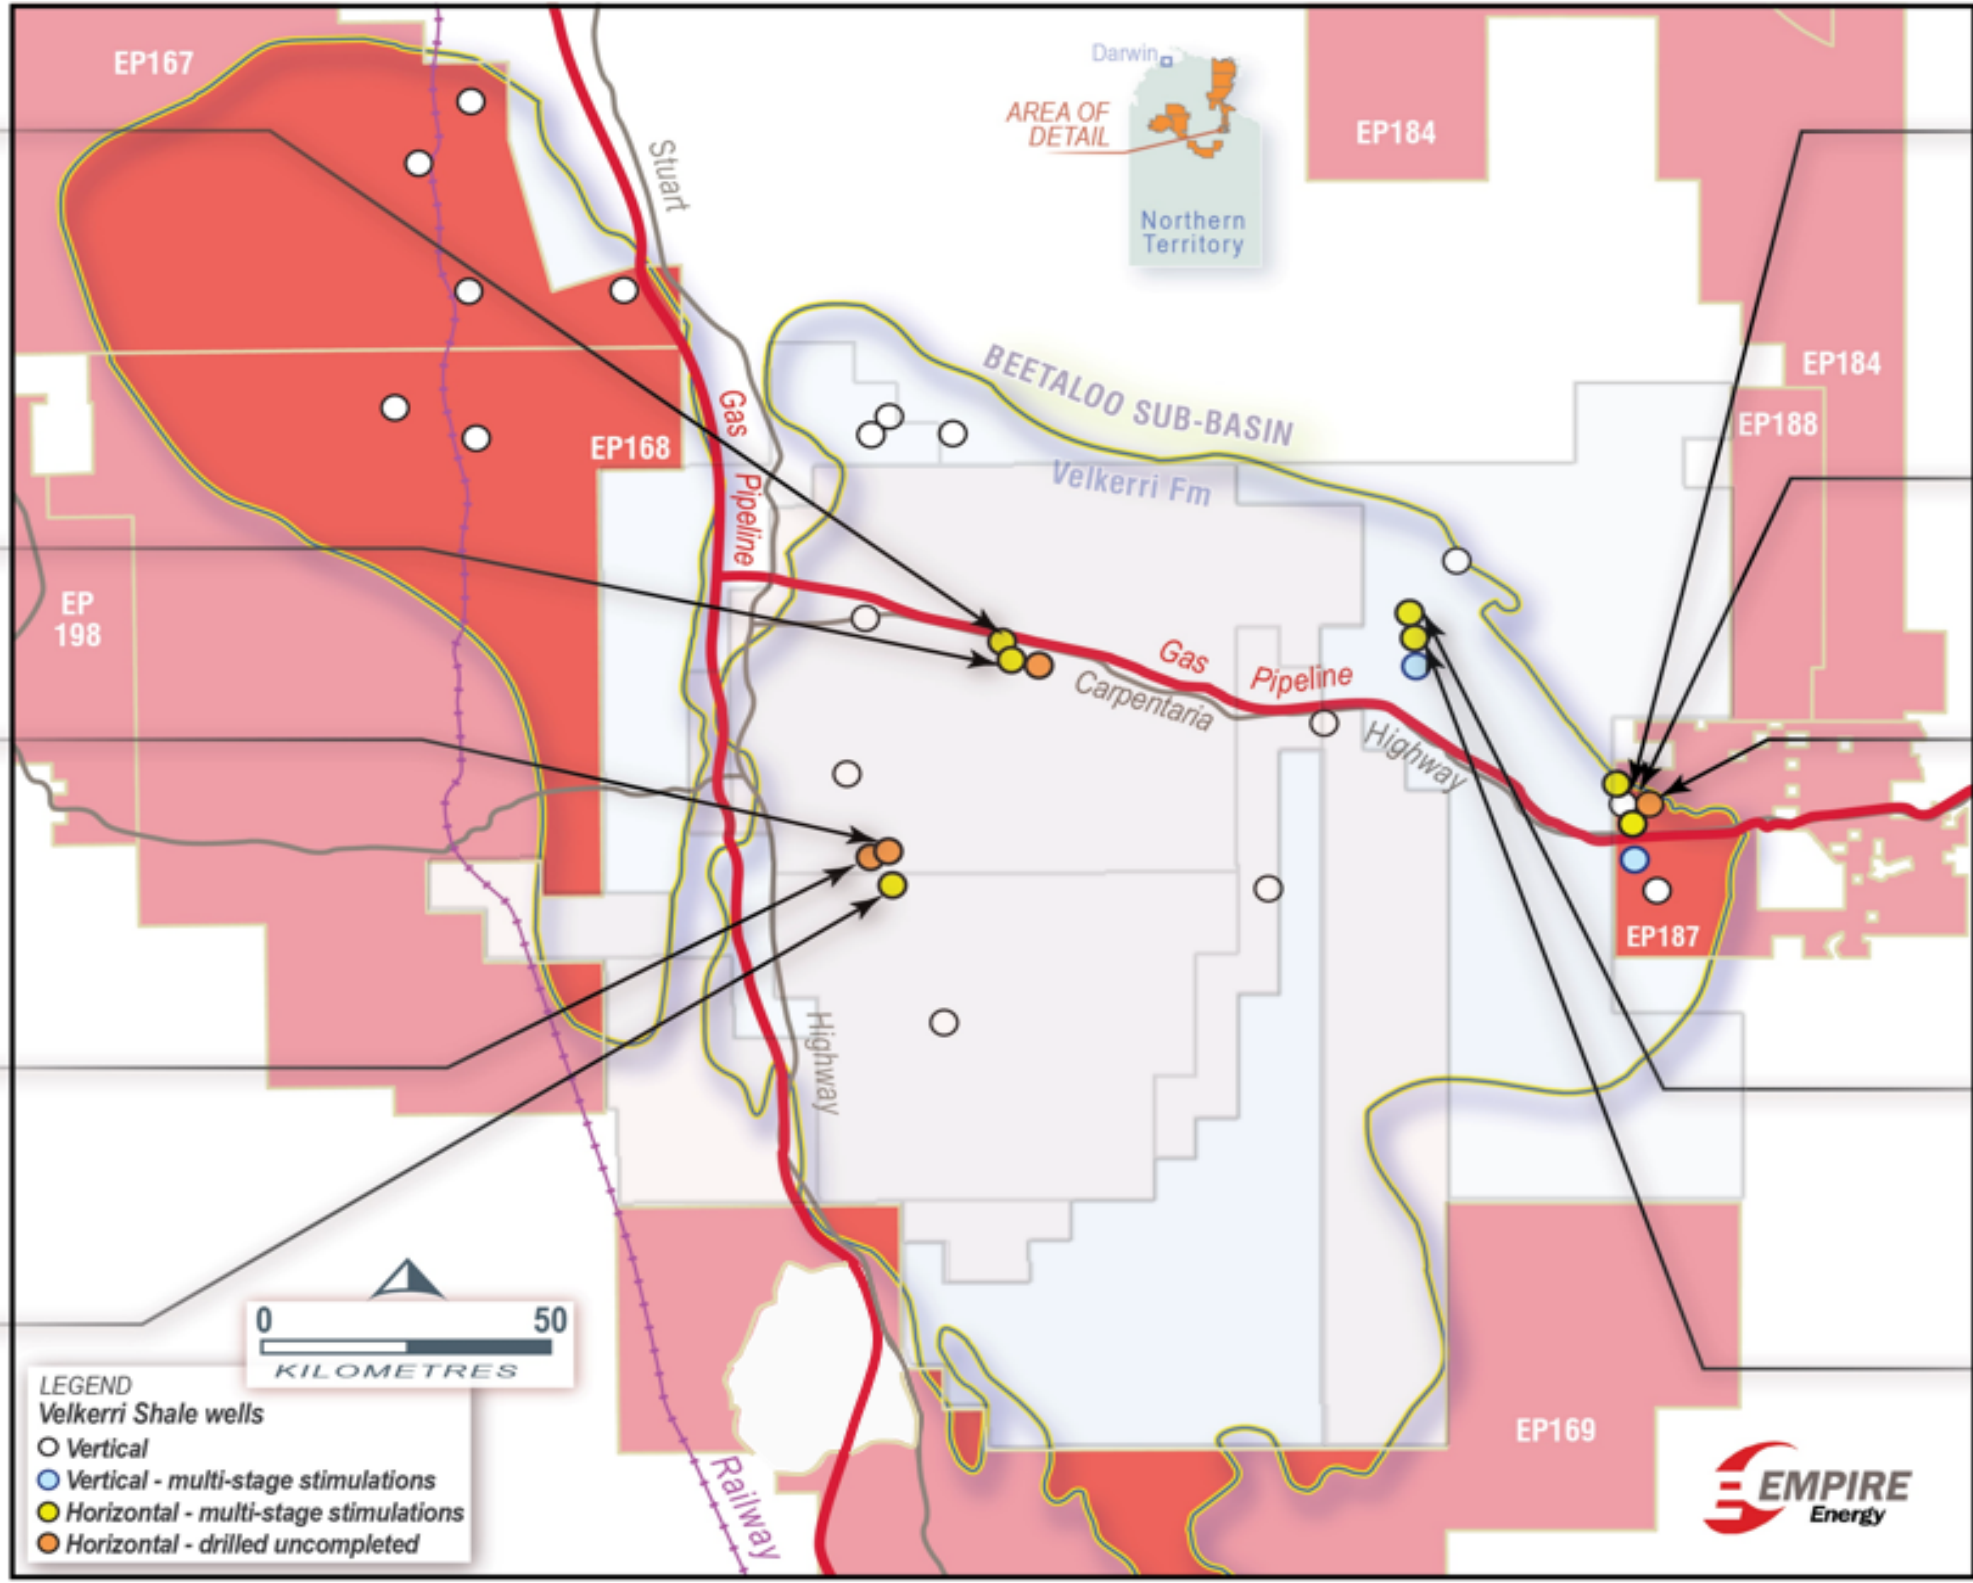 EP167
Darwin
AREA OF
DETAIL
Northern
Territory
EP184
Stuart
BEETALOO SUB-BASIN
Velkerri Fm
EP184
EP188
Gas
Pipeline
EP168
EP
198
Gas
Pipeline
Carpentaria
Highway
EP187
Highway
0 50
KILOMETRES
LEGEND
Velkerri Shale wells
Vertical
Vertical - multi-stage stimulations
Horizontal - multi-stage stimulations
Horizontal - drilled uncompleted
Railway
EP169
EMPIRE
Energy